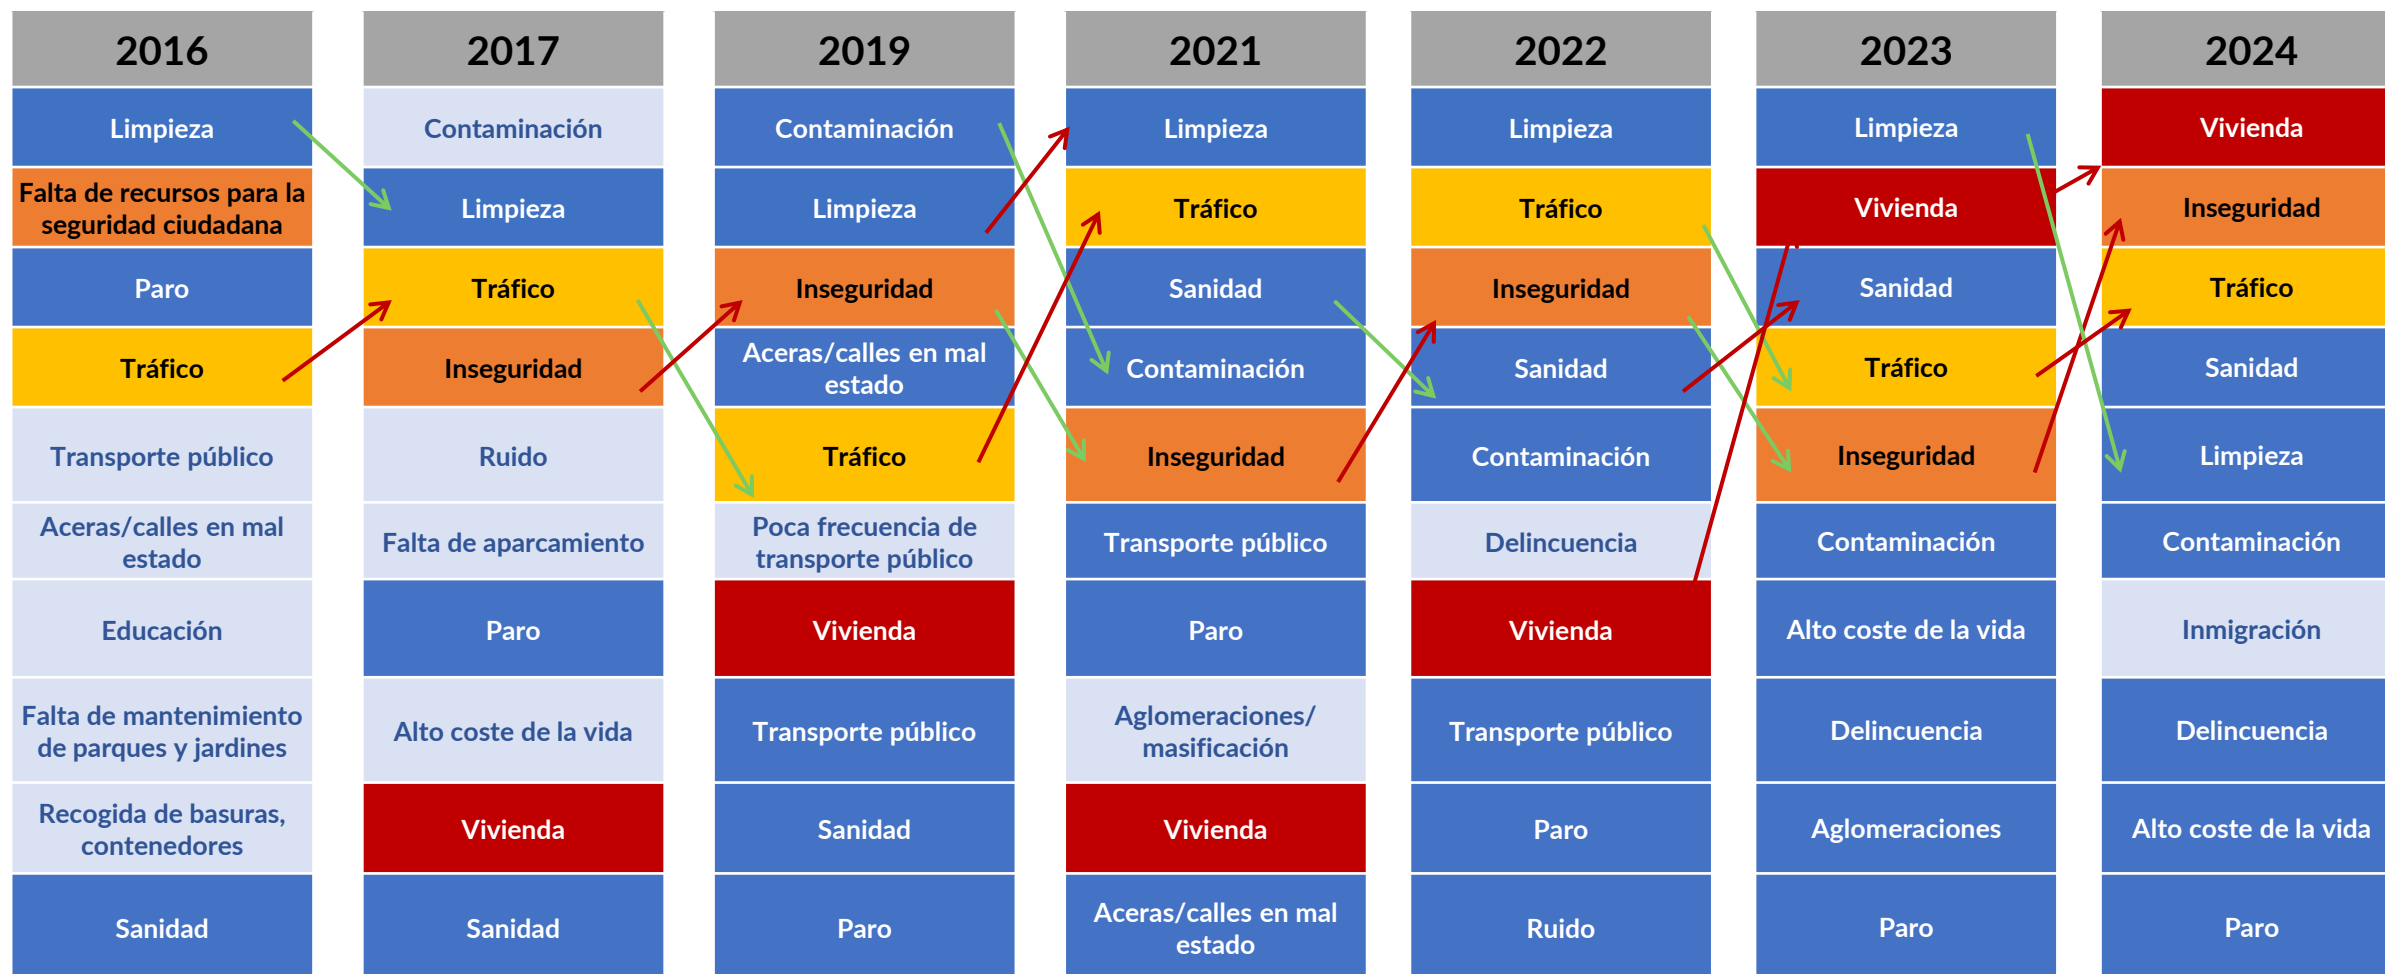 2016
2017
2019
2021
2022
2023
2024
Limpieza
Contaminación
Contaminación
Limpieza
Limpieza
Limpieza
Vivienda
Falta de recursos para la
seguridad ciudadana
Limpieza
Limpieza
Tráfico
Tráfico
Vivienda
Inseguridad
Paro
Tráfico
Inseguridad
Sanidad
Inseguridad
Sanidad
Tráfico
Tráfico
Inseguridad
Aceras/calles en mal
estado
Contaminación
Sanidad
Tráfico
Sanidad
Transporte público
Ruido
Tráfico
Inseguridad
Contaminación
Inseguridad
Limpieza
Aceras/calles en mal
estado
Falta de aparcamiento
Poca frecuencia de
transporte público
Transporte público
Delincuencia
Contaminación
Contaminación
Educación
Paro
Vivienda
Paro
Vivienda
Alto coste de la vida
Inmigración
Falta de mantenimiento
de parques y jardines
Alto coste de la vida
Transporte público
Aglomeraciones/
masificación
Transporte público
Delincuencia
Delincuencia
Recogida de basuras,
contenedores
Vivienda
Sanidad
Vivienda
Paro
Aglomeraciones
Alto coste de la vida
Sanidad
Sanidad
Paro
Aceras/calles en mal
estado
Ruido
Paro
Paro